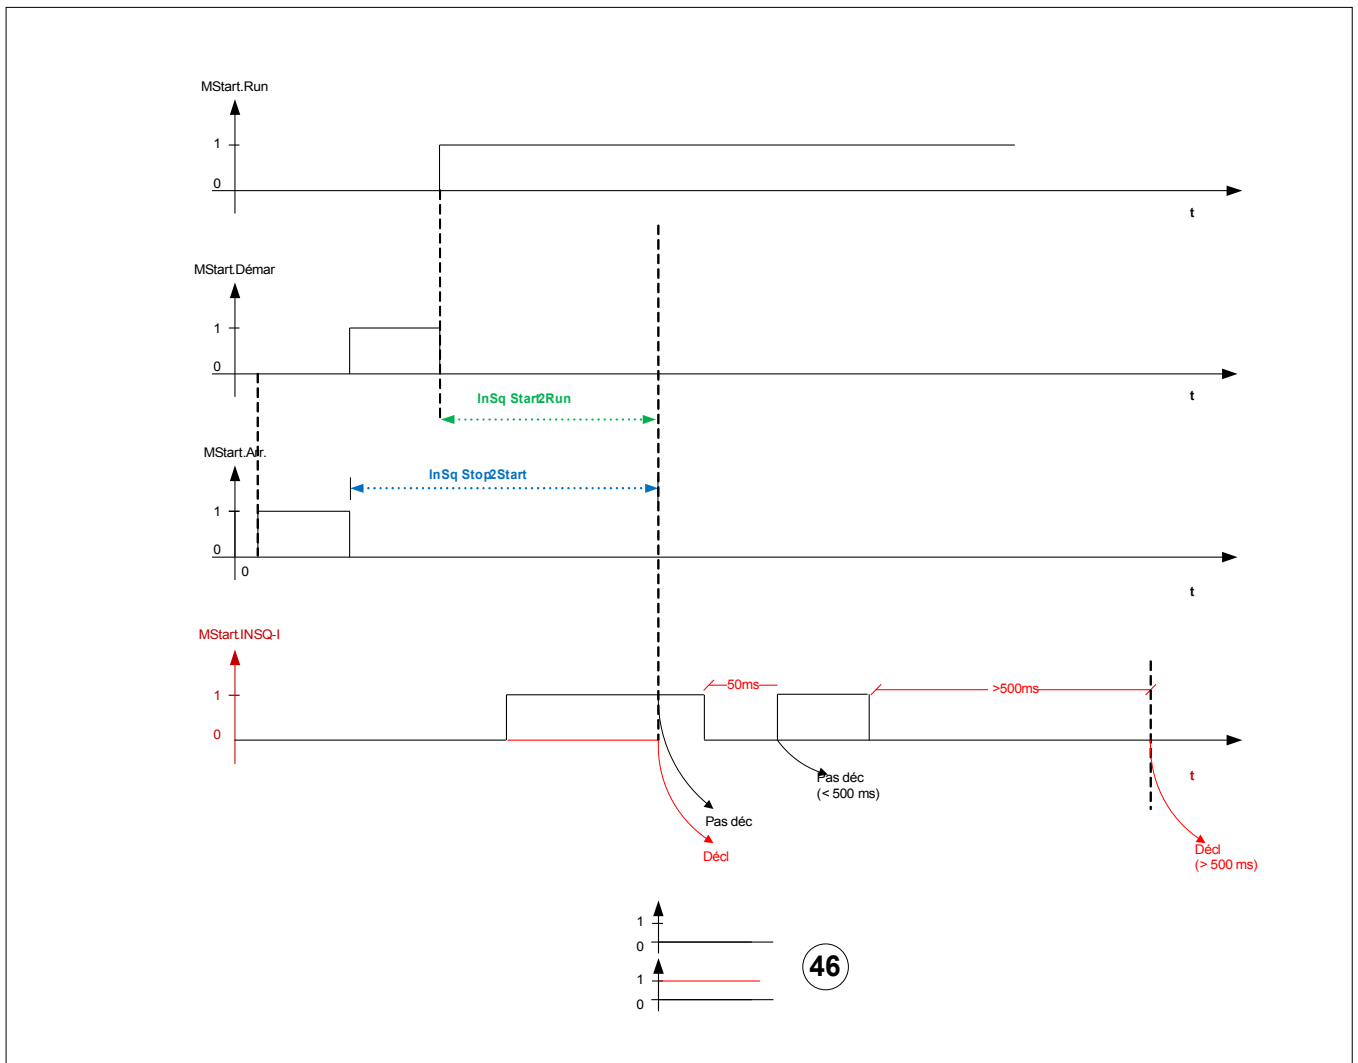 MStart.Run
1
0
t
MStart.Démar
1
0
t
InSq Start2Run
MStart.Arr.
InSq Stop2Start
1
0
0
t
MStart.INSQ-I
1
50ms
>500ms
0
t
Pas déc
(< 500 ms)
Pas déc
Décl
Décl
(> 500 ms)
1
0
46
1
0